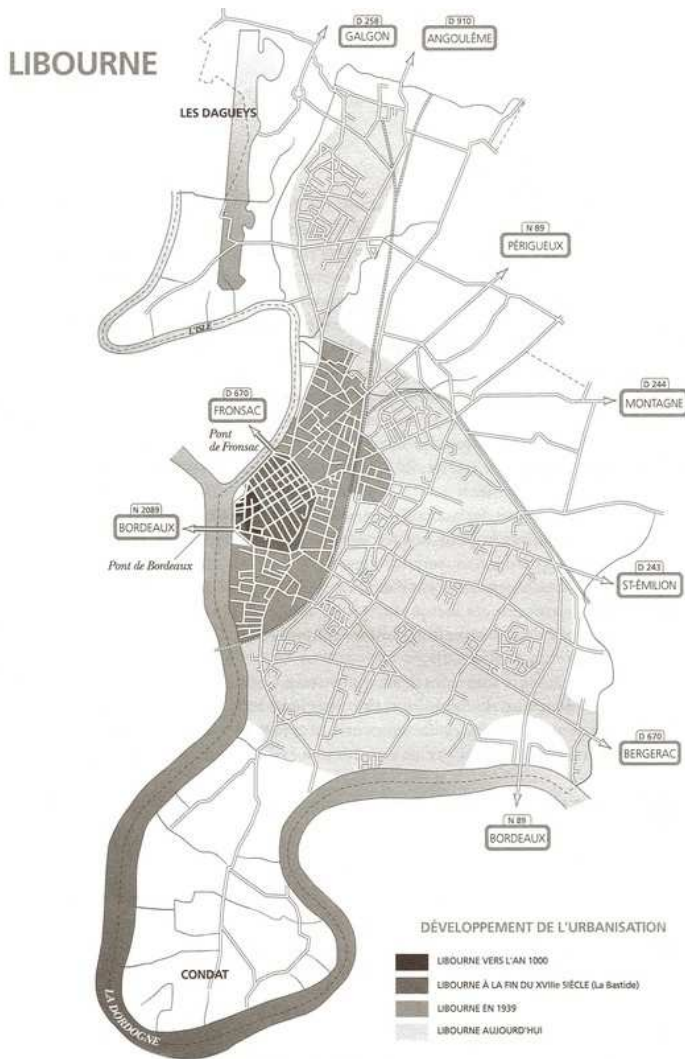 LIBOURNE
D 258
GALGON
D 910
ANGOULÊME
LES DAGUEYS
N 89
PÉRIGUEUX
L'ISLE
D 244
MONTAGNE
D 670
FRONSAC
Pont
de Fronsac
N 2089
BORDEAUX
Pont de Bordeaux
D 243
ST-ÉMILION
D 670
BERGERAC
N 89
BORDEAUX
CONDAT
LA DORDOGNE
DÉVELOPPEMENT DE L'URBANISATION
LIBOURNE VERS L'AN 1000
LIBOURNE À LA FIN DU XVIIIe SIÈCLE (La Bastide)
LIBOURNE EN 1939
LIBOURNE AUJOURD'HUI